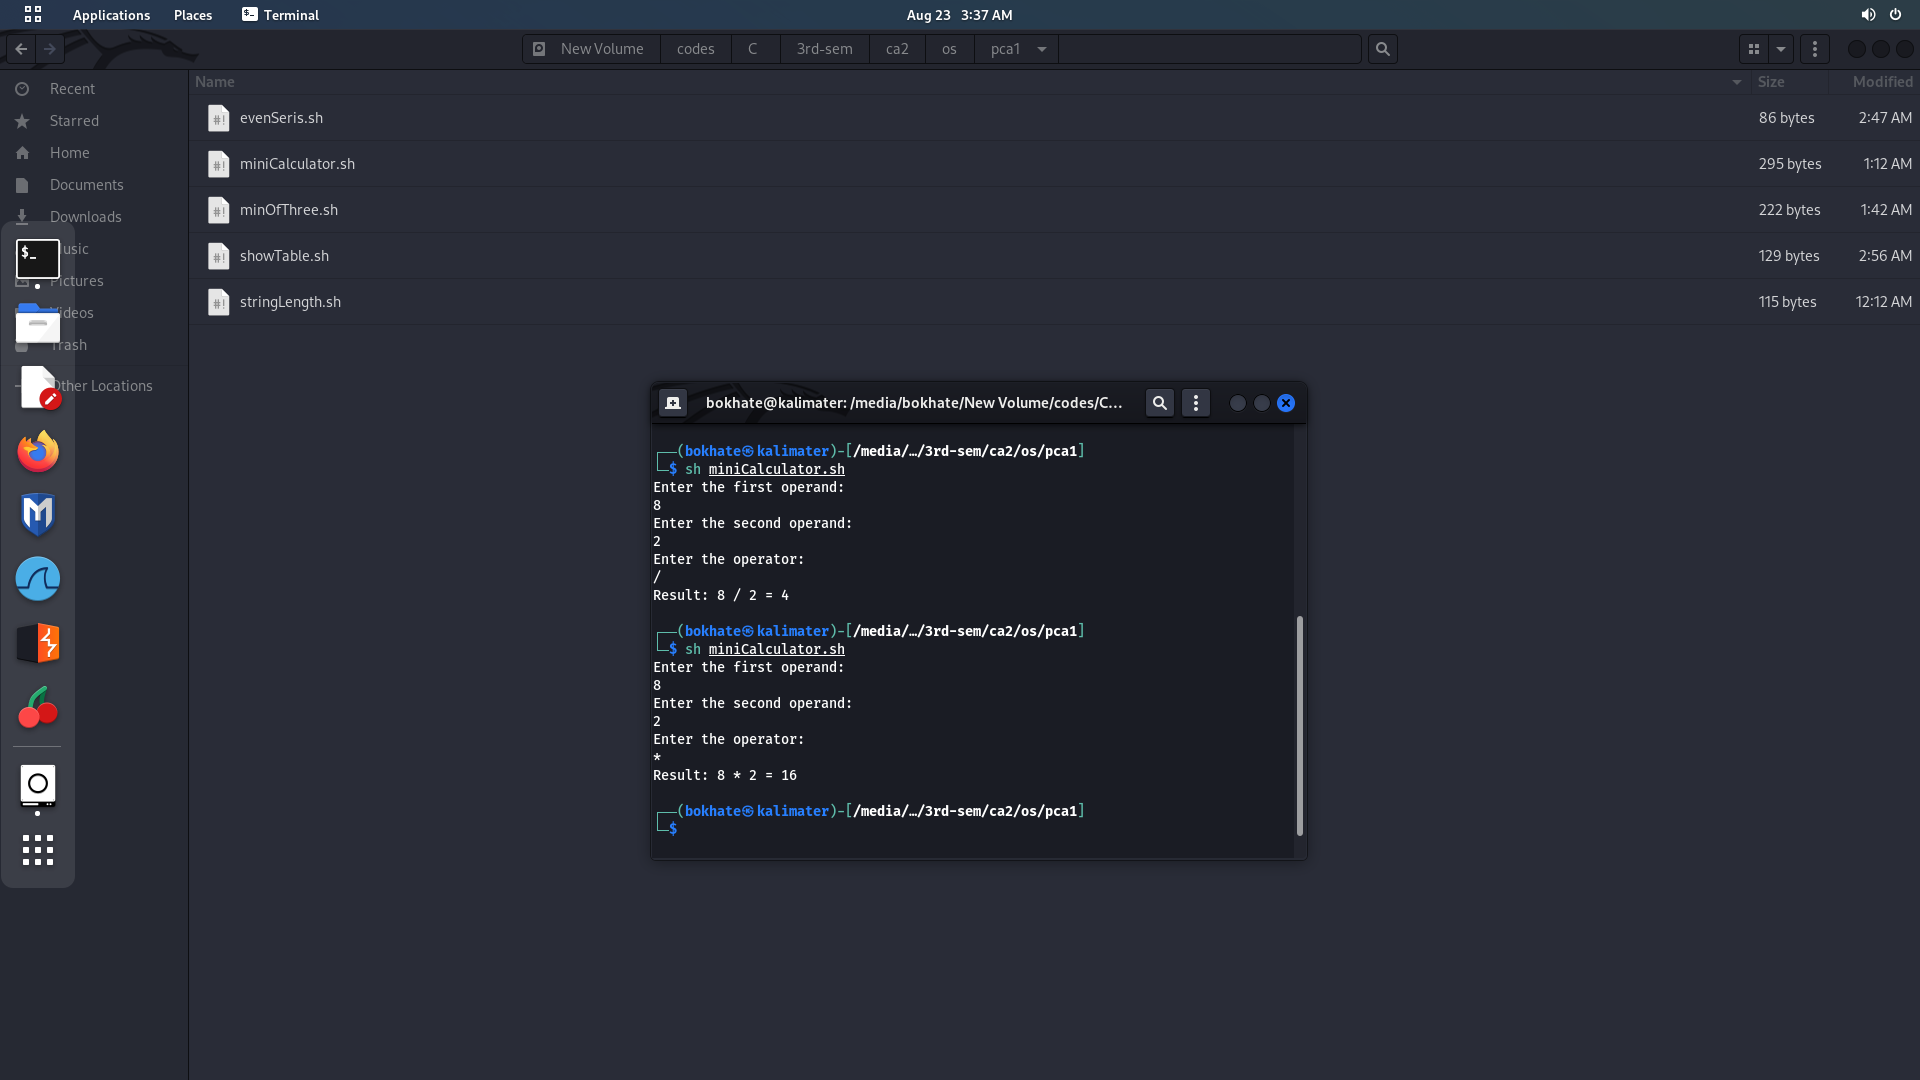 Applications Places Terminal Aug 23 3:37 AM
New Volume codes C 3rd-sem ca2 os pca1
Name Size Modified
Recent
Starred
Home
Documents
Downloads
usic
Pictures
ideos
Trash
Other Locations
evenSeris.sh 86 bytes 2:47 AM
miniCalculator.sh 295 bytes 1:12 AM
minOfThree.sh 222 bytes 1:42 AM
showTable.sh 129 bytes 2:56 AM
stringLength.sh 115 bytes 12:12 AM
bokhate@kalimater: /media/bokhate/New Volume/codes/C…
┌──(bokhate㉿kalimater)-[/media/…/3rd-sem/ca2/os/pca1]
└─$ sh miniCalculator.sh
Enter the first operand:
8
Enter the second operand:
2
Enter the operator:
/
Result: 8 / 2 = 4
┌──(bokhate㉿kalimater)-[/media/…/3rd-sem/ca2/os/pca1]
└─$ sh miniCalculator.sh
Enter the first operand:
8
Enter the second operand:
2
Enter the operator:
*
Result: 8 * 2 = 16
┌──(bokhate㉿kalimater)-[/media/…/3rd-sem/ca2/os/pca1]
└─$